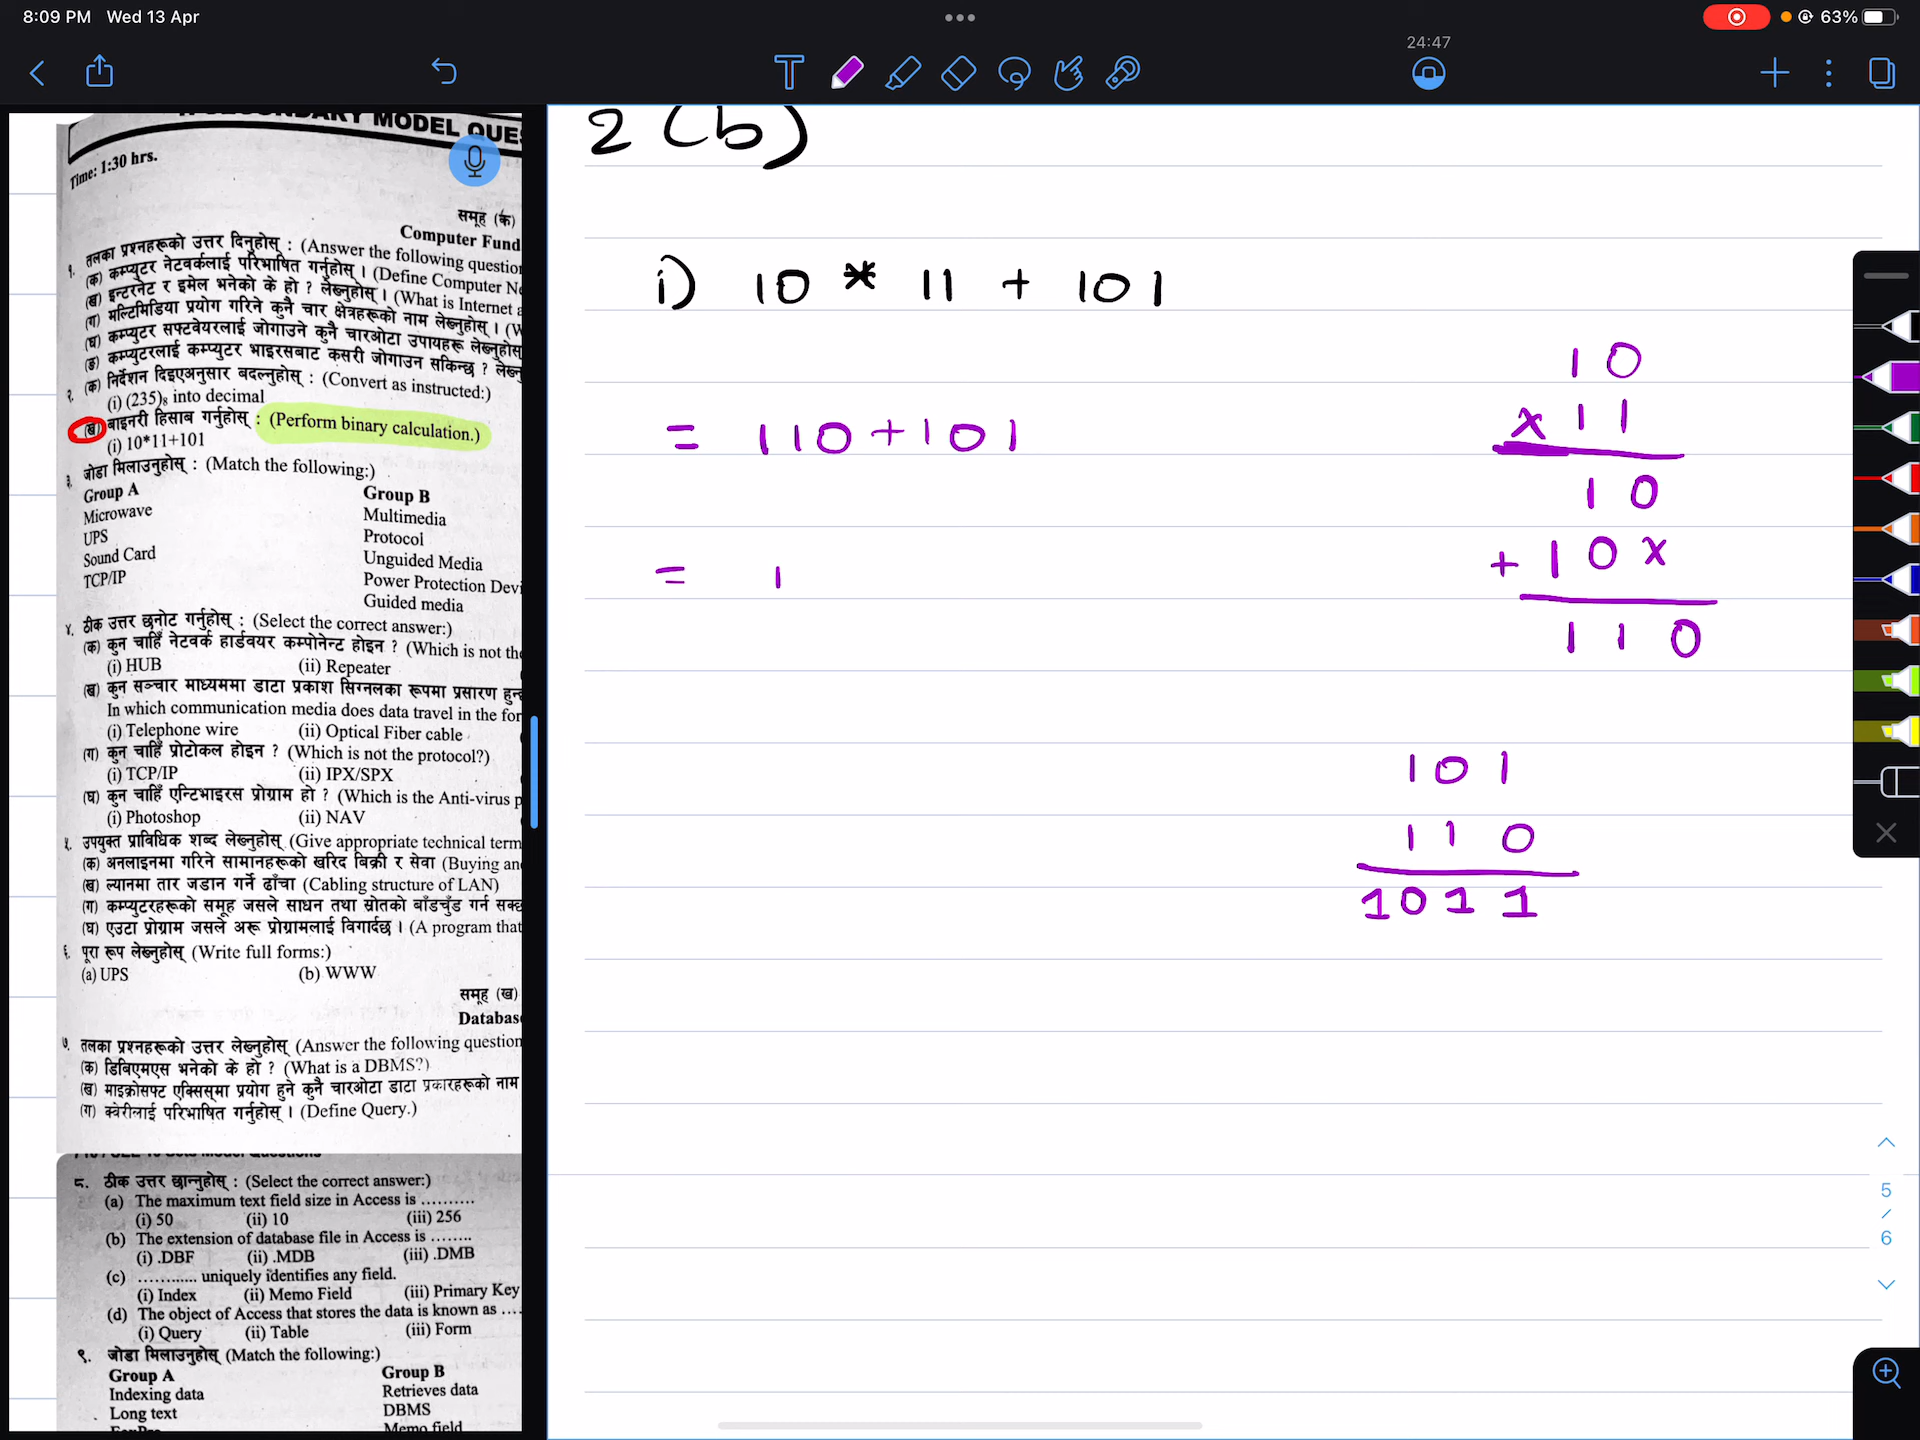 8:09 PM Wed 13 Apr
63%
24:47
MODEL QUES
Time: 1:30 hrs.
समूह (क)
Computer Fund
१. तलका प्रश्नहरूको उत्तर दिनुहोस् : (Answer the following question
(क) कम्प्युटर नेटवर्कलाई परिभाषित गर्नुहोस् । (Define Computer Ne
(ख) इन्टरनेट र इमेल भनेको के हो ? लेख्नुहोस् । (What is Internet a
(ग) मल्टिमिडिया प्रयोग गरिने कुनै चार क्षेत्रहरूको नाम लेख्नुहोस् । (W
(घ) कम्प्युटर सफ्टवेयरलाई जोगाउने कुनै चारओटा उपायहरू लेख्नुहोस्
(ङ) कम्प्युटरलाई कम्प्युटर भाइरसबाट कसरी जोगाउन सकिन्छ ? लेख्नु
२. (क) निर्देशन दिइएअनुसार बदल्नुहोस् : (Convert as instructed:)
(i) (235)₈ into decimal
(ख) बाइनरी हिसाब गर्नुहोस् : (Perform binary calculation.)
(i) 10*11+101
३. जोडा मिलाउनुहोस् : (Match the following:)
Group A Group B
Microwave Multimedia
UPS Protocol
Sound Card Unguided Media
TCP/IP Power Protection Devi
Guided media
४. ठीक उत्तर छनोट गर्नुहोस् : (Select the correct answer:)
(क) कुन चाहिँ नेटवर्क हार्डवयर कम्पोनेन्ट होइन ? (Which is not the
(i) HUB (ii) Repeater
(ख) कुन सञ्चार माध्यममा डाटा प्रकाश सिग्नलका रूपमा प्रसारण हुन्छ
In which communication media does data travel in the for
(i) Telephone wire (ii) Optical Fiber cable
(ग) कुन चाहिँ प्रोटोकल होइन ? (Which is not the protocol?)
(i) TCP/IP (ii) IPX/SPX
(घ) कुन चाहिँ एन्टिभाइरस प्रोग्राम हो ? (Which is the Anti-virus p
(i) Photoshop (ii) NAV
५. उपयुक्त प्राविधिक शब्द लेख्नुहोस् (Give appropriate technical term
(क) अनलाइनमा गरिने सामानहरूको खरिद बिक्री र सेवा (Buying and
(ख) ल्यानमा तार जडान गर्ने ढाँचा (Cabling structure of LAN)
(ग) कम्प्युटरहरूको समूह जसले साधन तथा स्रोतको बाँडचुँड गर्न सक्छ
(घ) एउटा प्रोग्राम जसले अरू प्रोग्रामलाई विगार्दछ । (A program that
६. पूरा रूप लेख्नुहोस् (Write full forms:)
(a) UPS (b) WWW
समूह (ख)
Databas
७. तलका प्रश्नहरूको उत्तर लेख्नुहोस् (Answer the following question
(क) डिबिएमएस भनेको के हो ? (What is a DBMS?)
(ख) माइक्रोसफ्ट एक्सिस्‌मा प्रयोग हुने कुनै चारओटा डाटा प्रकारहरूको नाम
(ग) क्वेरीलाई परिभाषित गर्नुहोस् । (Define Query.)
८. ठीक उत्तर छान्नुहोस् : (Select the correct answer:)
(a) The maximum text field size in Access is ..........
(i) 50 (ii) 10 (iii) 256
(b) The extension of database file in Access is ........
(i) .DBF (ii) .MDB (iii) .DMB
(c) ............ uniquely identifies any field.
(i) Index (ii) Memo Field (iii) Primary Key
(d) The object of Access that stores the data is known as ....
(i) Query (ii) Table (iii) Form
९. जोडा मिलाउनुहोस् (Match the following:)
Group A Group B
Indexing data Retrieves data
Long text DBMS
Memo field
2 (b)
i) 10 * 11 + 101
= 110 + 101
= 1
10
x 11
10
+ 10x
110
101
110
1011
5
/
6